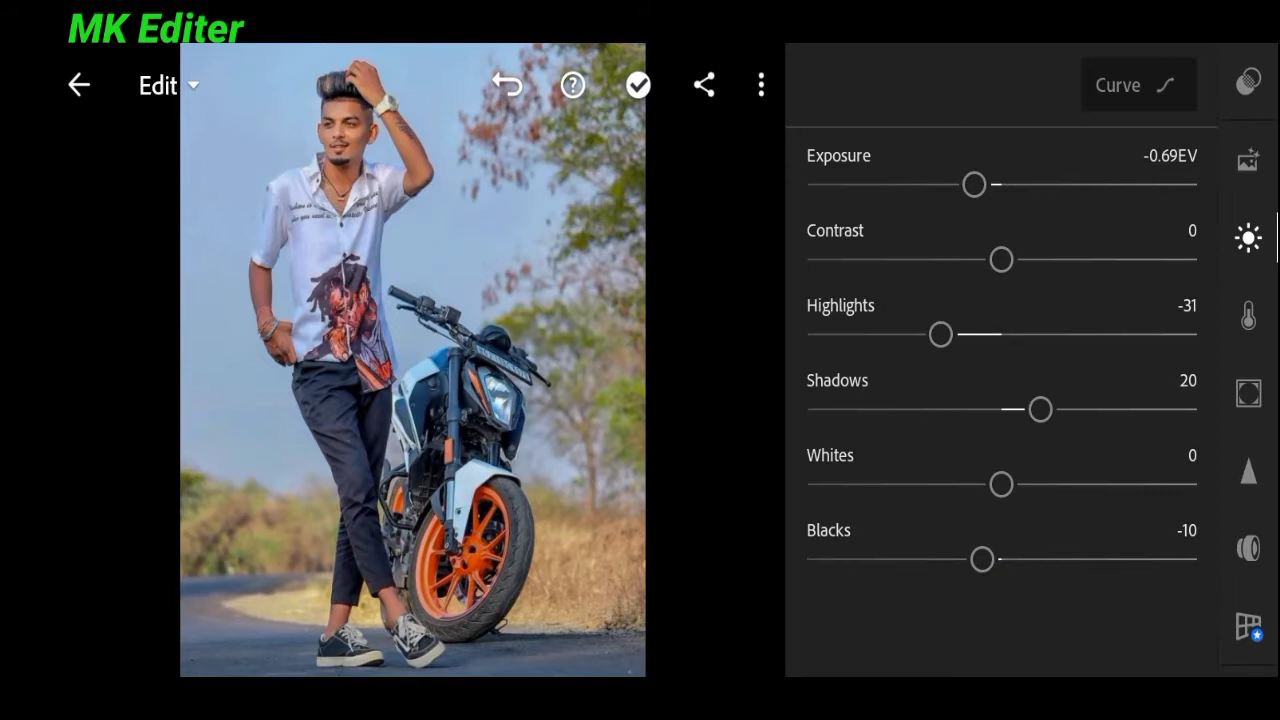 MK Editer
Edit
Curve
Exposure -0.69EV
Contrast 0
Highlights -31
Shadows 20
Whites 0
Blacks -10